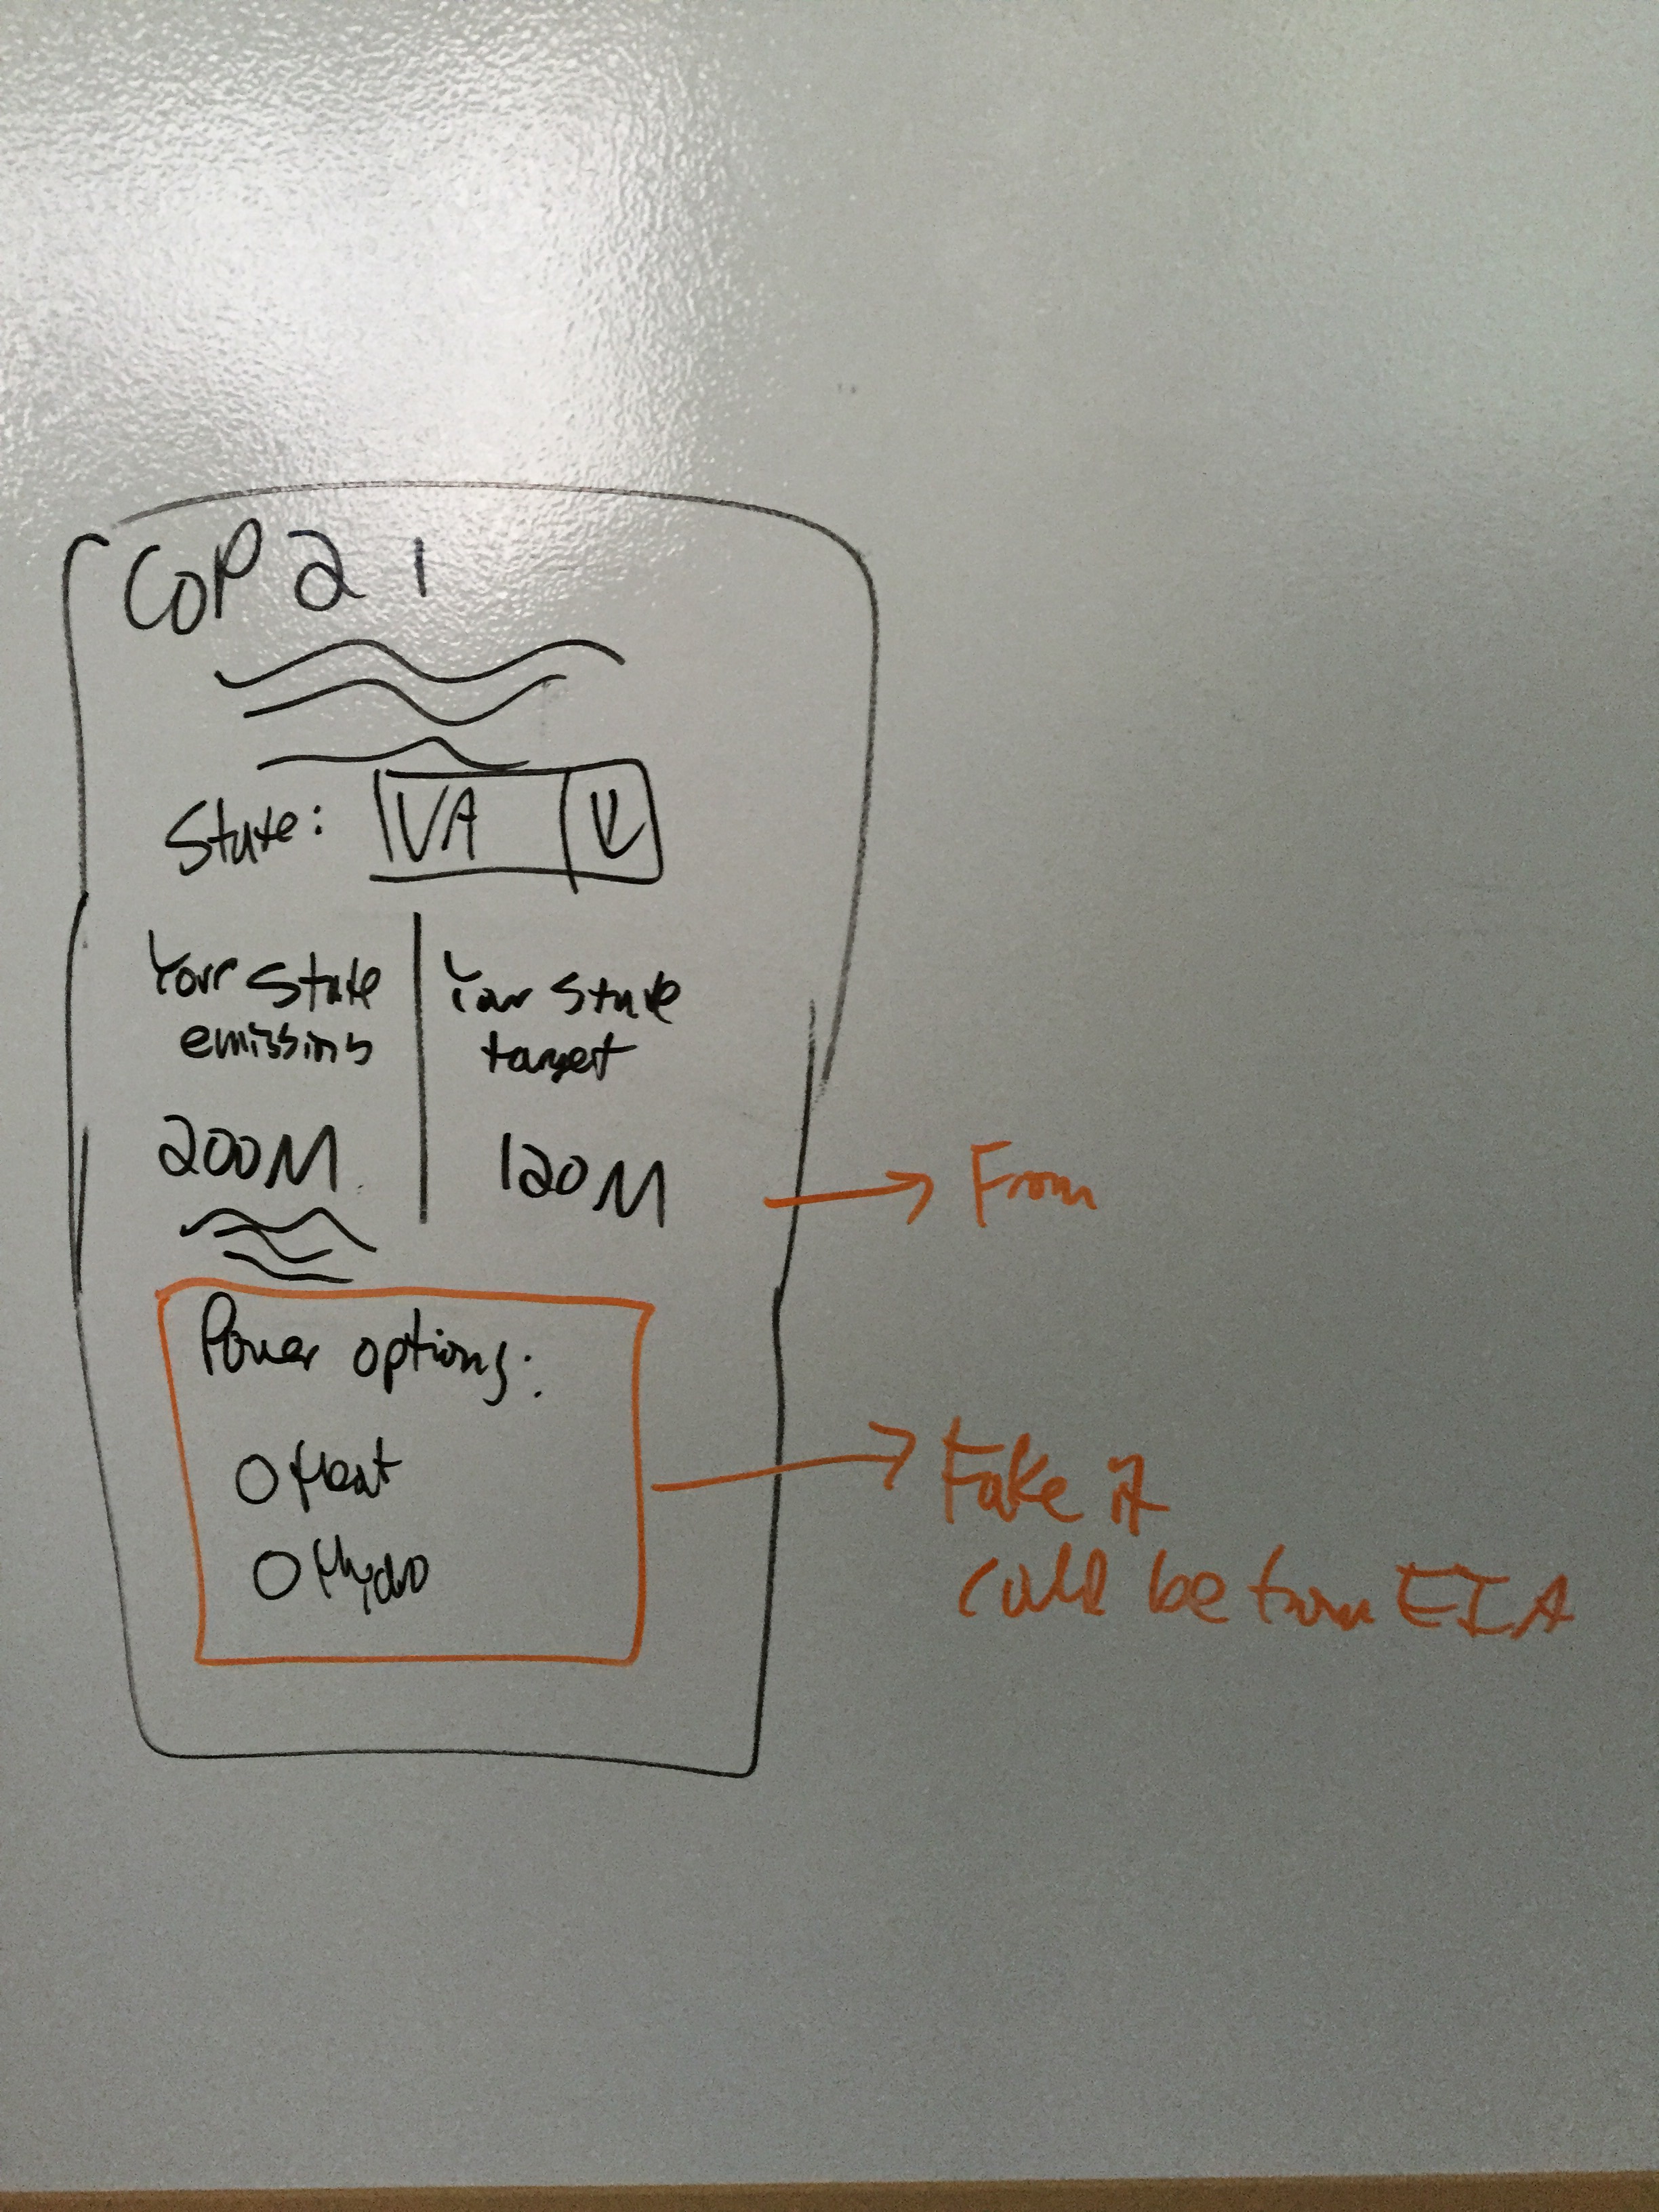 COP 21
State: VA
Your State emissions
Your State target
200M
120M
From
Power options:
Heat
Hydro
Fake it
could be from EIA